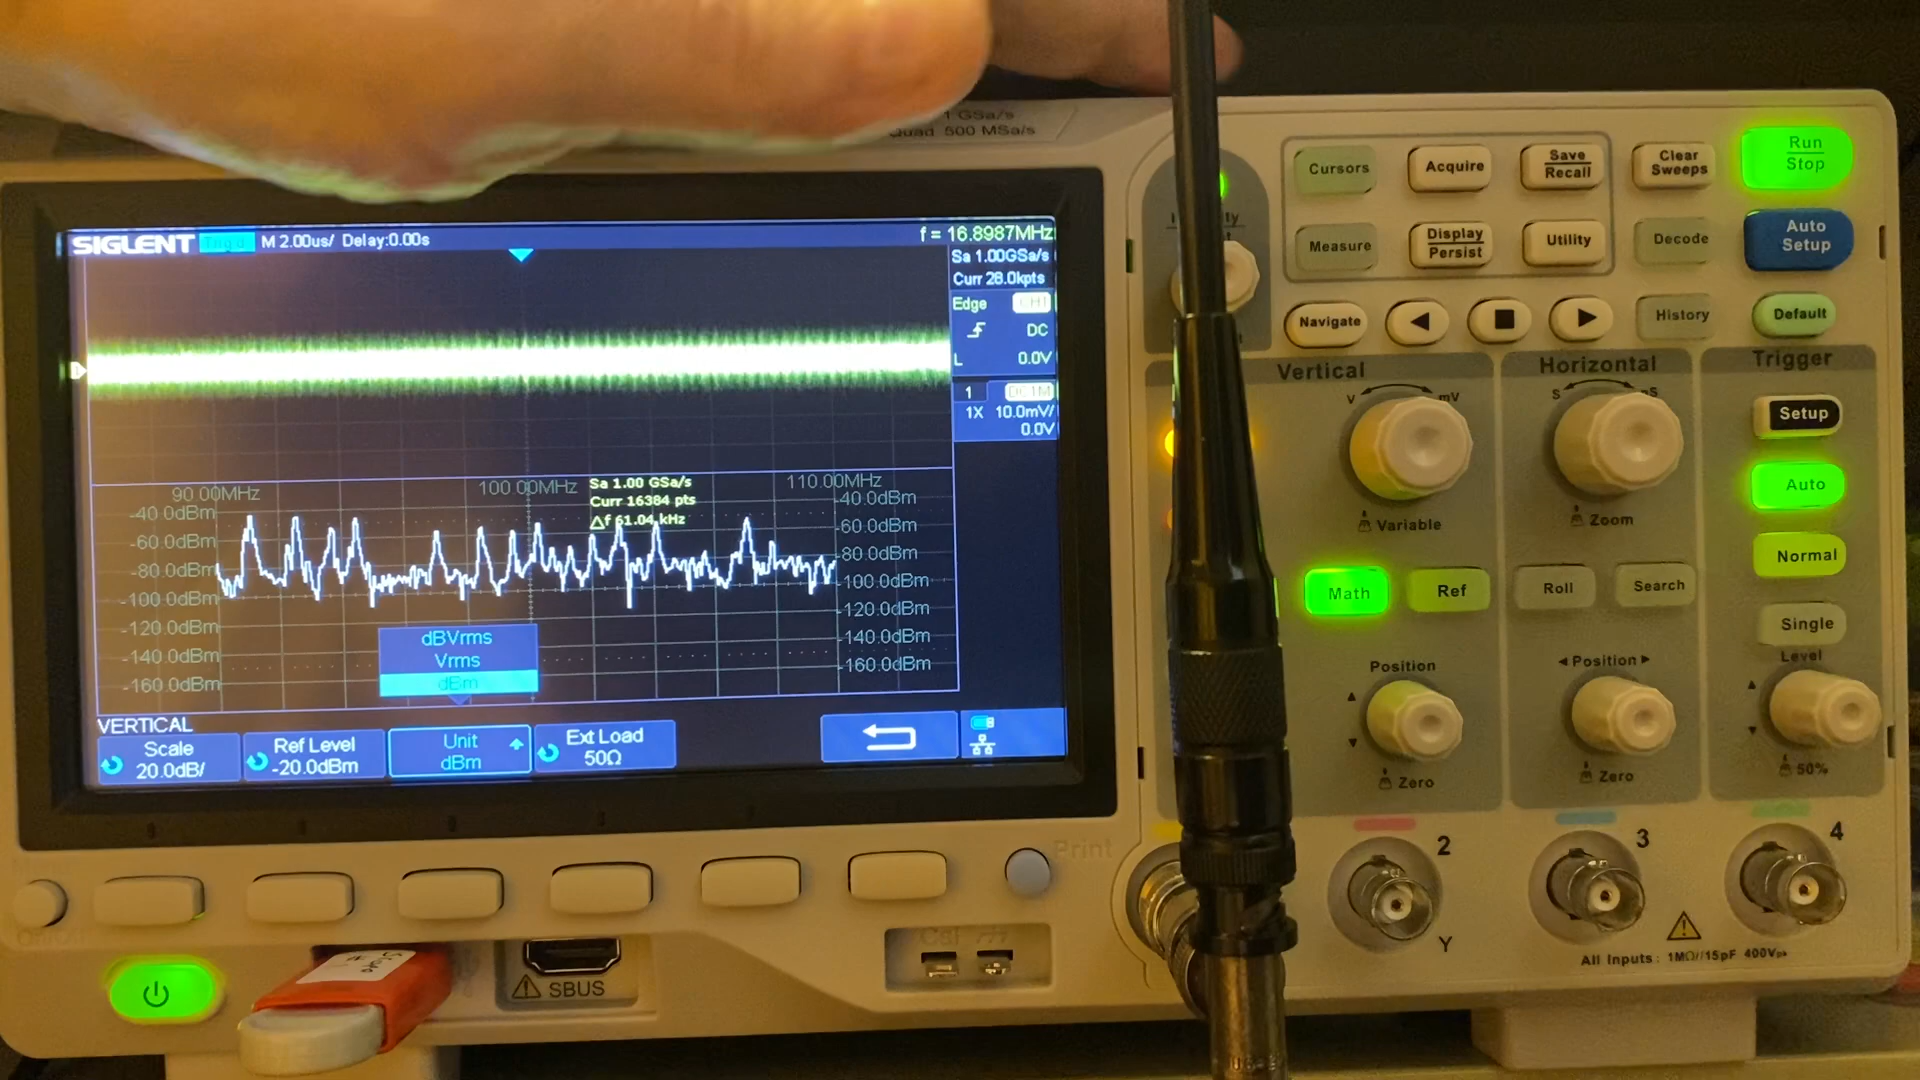 1 GSa/s
Quad 500 MSa/s
SIGLENT Trig'd M 2.00us/ Delay:0.00s
f = 16.8987MHz
Sa 1.00GSa/s
Curr 28.0kpts
Edge CH1
DC
L 0.0V
1 DC1M
1X 10.0mV/
0.0V
90.00MHz 100.00MHz 110.00MHz
Sa 1.00 GSa/s
Curr 16384 pts
Δf 61.04 kHz
-40.0dBm -40.0dBm
-60.0dBm -60.0dBm
-80.0dBm -80.0dBm
-100.0dBm -100.0dBm
-120.0dBm -120.0dBm
-140.0dBm -140.0dBm
-160.0dBm -160.0dBm
dBVrms
Vrms
dBm
VERTICAL
Scale
20.0dB/
Ref Level
-20.0dBm
Unit
dBm
Ext Load
50Ω
Cursors Acquire Save Recall Clear Sweeps Run Stop
Measure Display Persist Utility Decode Auto Setup
Navigate History Default
Vertical Horizontal Trigger
V mV S nS
Setup
Variable Zoom
Auto
Normal
Math Ref Roll Search
Single
Position Position Level
Zero Zero 50%
Print
2 3 4
Y
All Inputs: 1MΩ//15pF 400Vpk
Cal
SBUS